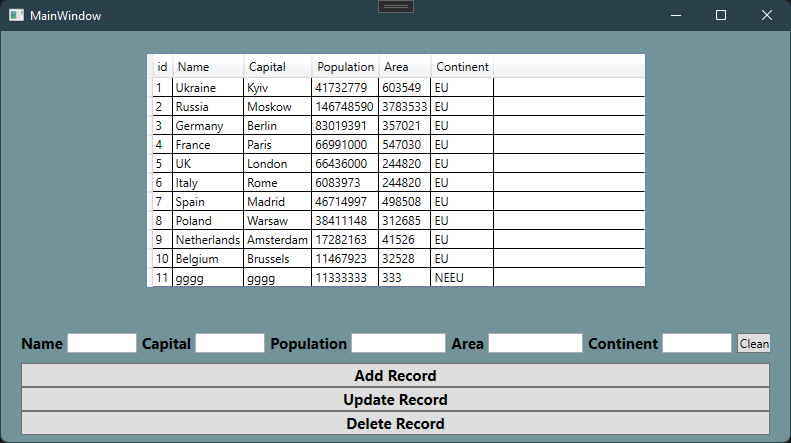 MainWindow
id Name Capital Population Area Continent
1 Ukraine Kyiv 41732779 603549 EU
2 Russia Moskow 146748590 3783533 EU
3 Germany Berlin 83019391 357021 EU
4 France Paris 66991000 547030 EU
5 UK London 66436000 244820 EU
6 Italy Rome 6083973 244820 EU
7 Spain Madrid 46714997 498508 EU
8 Poland Warsaw 38411148 312685 EU
9 Netherlands Amsterdam 17282163 41526 EU
10 Belgium Brussels 11467923 32528 EU
11 gggg gggg 11333333 333 NEEU
Name Capital Population Area Continent Clean
Add Record
Update Record
Delete Record